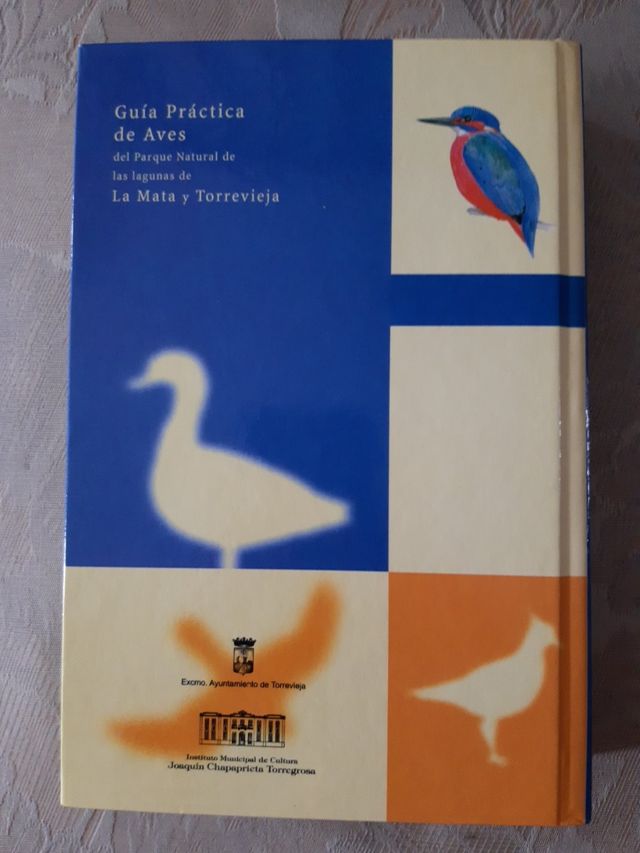 Guía Práctica
de Aves
del Parque Natural de
las lagunas de
La Mata y Torrevieja
Excmo. Ayuntamiento de Torrevieja
Instituto Municipal de Cultura
Joaquín Chapaprieta Torregrosa